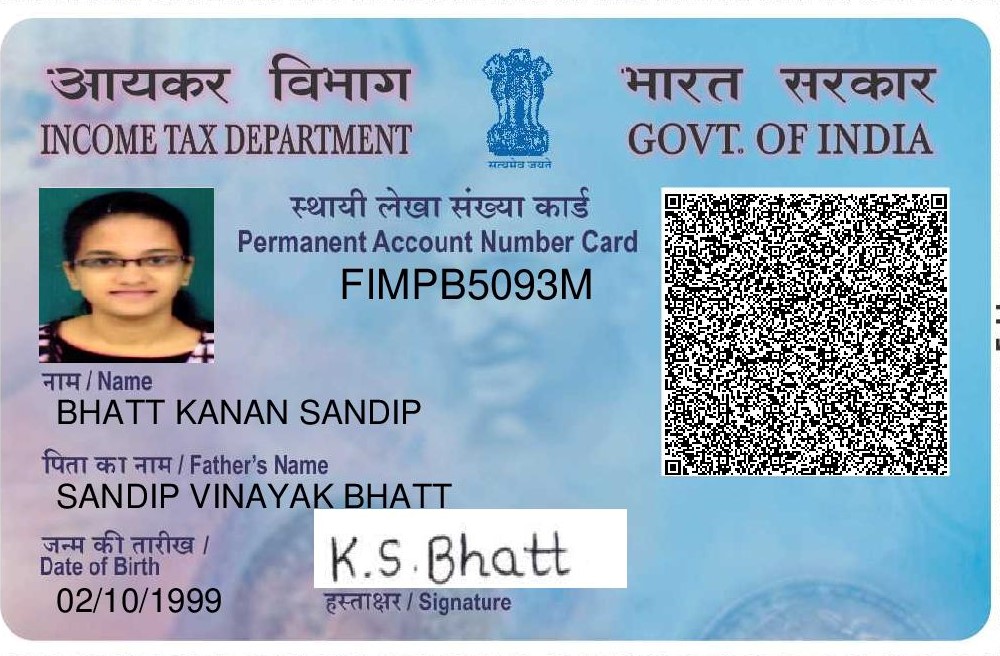 आयकर विभाग
INCOME TAX DEPARTMENT
सत्यमेव जयते
भारत सरकार
GOVT. OF INDIA
स्थायी लेखा संख्या कार्ड
Permanent Account Number Card
FIMPB5093M
नाम / Name
BHATT KANAN SANDIP
पिता का नाम / Father's Name
SANDIP VINAYAK BHATT
जन्म की तारीख /
Date of Birth
02/10/1999
K.S.Bhatt
हस्ताक्षर / Signature